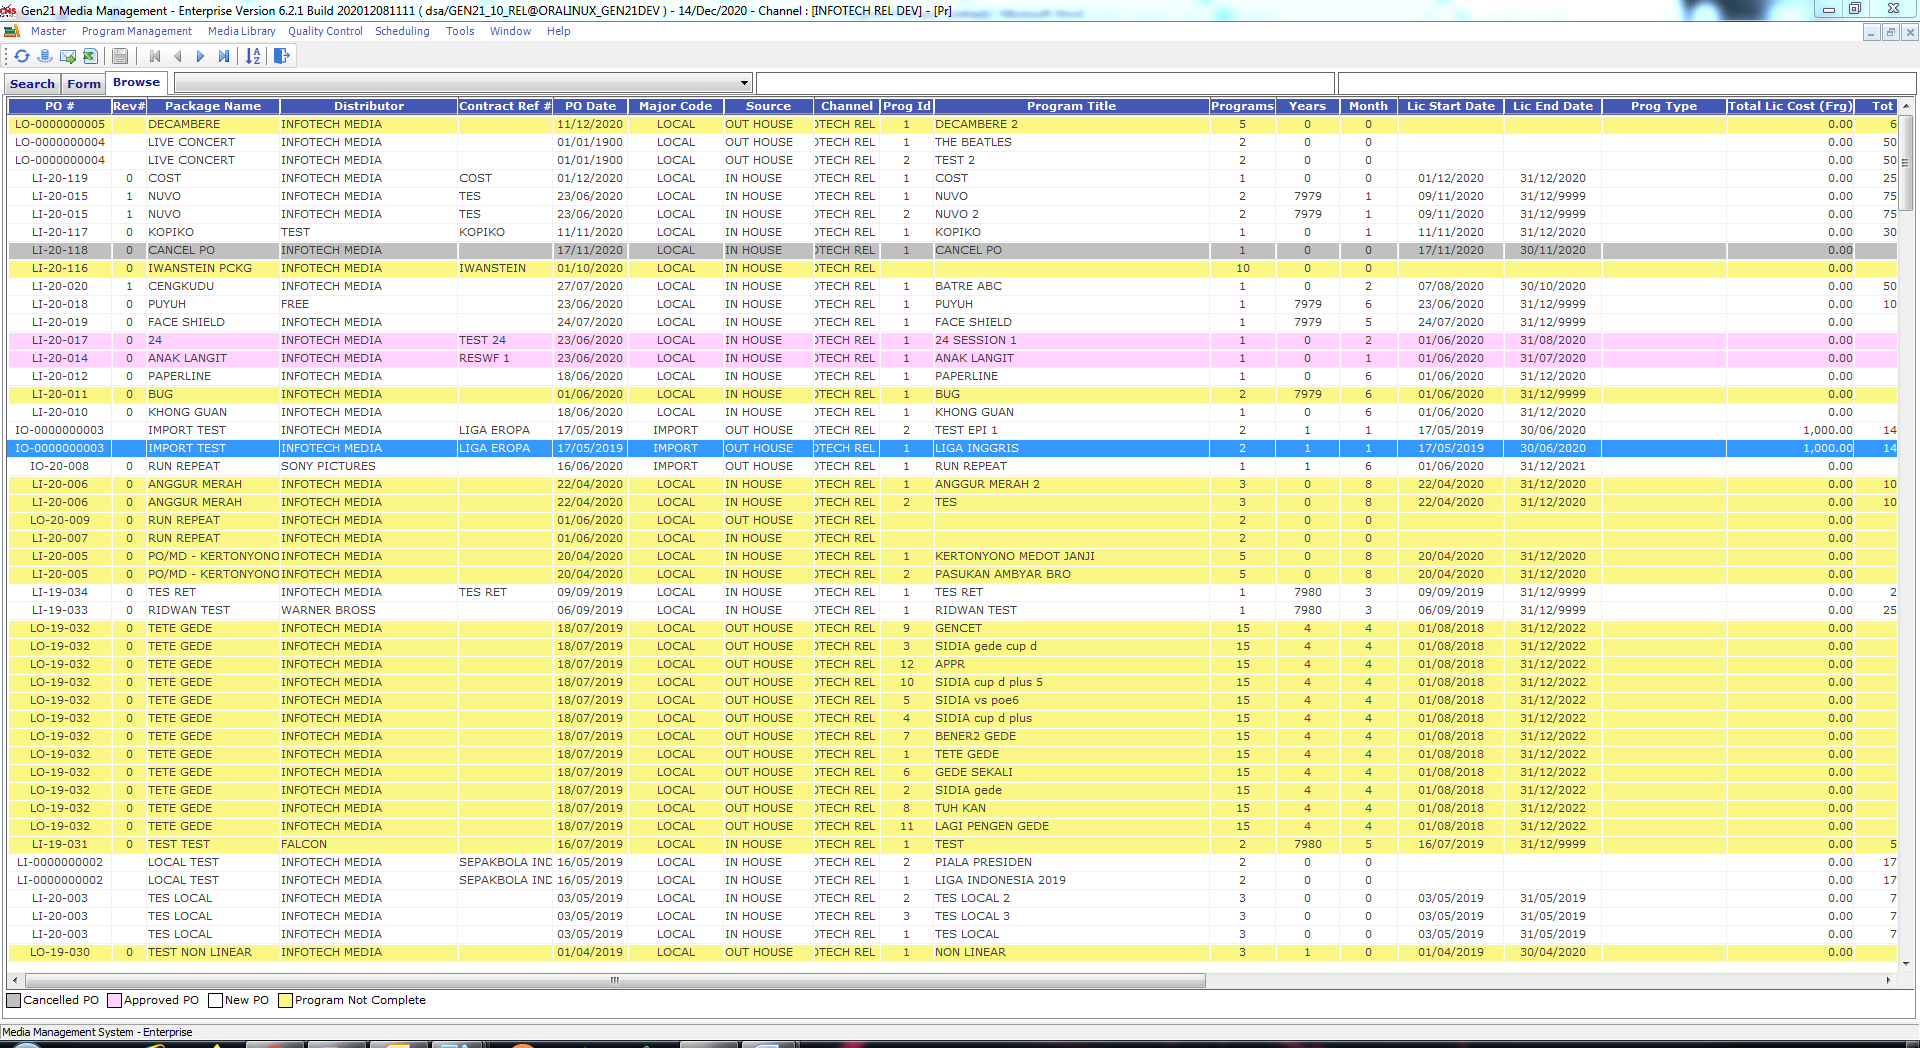 Gen21 Media Management - Enterprise Version 6.2.1 Build 202012081111 ( dsa/GEN21_10_REL@ORALINUX_GEN21DEV ) - 14/Dec/2020 - Channel : [INFOTECH REL DEV] - [Pr]
Master Program Management Media Library Quality Control Scheduling Tools Window Help
Search Form Browse
PO # Rev# Package Name Distributor Contract Ref # PO Date Major Code Source Channel Prog Id Program Title Programs Years Month Lic Start Date Lic End Date Prog Type Total Lic Cost (Frg) Tot
LO-0000000005 DECAMBERE INFOTECH MEDIA 11/12/2020 LOCAL OUT HOUSE OTECH REL 1 DECAMBERE 2 5 0 0 0.00 6
LO-0000000004 LIVE CONCERT INFOTECH MEDIA 01/01/1900 LOCAL OUT HOUSE OTECH REL 1 THE BEATLES 2 0 0 0.00 50
LO-0000000004 LIVE CONCERT INFOTECH MEDIA 01/01/1900 LOCAL OUT HOUSE OTECH REL 2 TEST 2 2 0 0 0.00 50
LI-20-119 0 COST INFOTECH MEDIA COST 01/12/2020 LOCAL IN HOUSE OTECH REL 1 COST 1 0 0 01/12/2020 31/12/2020 0.00 25
LI-20-015 1 NUVO INFOTECH MEDIA TES 23/06/2020 LOCAL IN HOUSE OTECH REL 1 NUVO 2 7979 1 09/11/2020 31/12/9999 0.00 75
LI-20-015 1 NUVO INFOTECH MEDIA TES 23/06/2020 LOCAL IN HOUSE OTECH REL 2 NUVO 2 2 7979 1 09/11/2020 31/12/9999 0.00 75
LI-20-117 0 KOPIKO TEST KOPIKO 11/11/2020 LOCAL IN HOUSE OTECH REL 1 KOPIKO 1 0 1 11/11/2020 31/12/2020 0.00 30
LI-20-118 0 CANCEL PO INFOTECH MEDIA 17/11/2020 LOCAL IN HOUSE OTECH REL 1 CANCEL PO 1 0 0 17/11/2020 30/11/2020 0.00
LI-20-116 0 IWANSTEIN PCKG INFOTECH MEDIA IWANSTEIN 01/10/2020 LOCAL IN HOUSE OTECH REL 10 0 0 0.00
LI-20-020 1 CENGKUDU INFOTECH MEDIA 27/07/2020 LOCAL IN HOUSE OTECH REL 1 BATRE ABC 1 0 2 07/08/2020 30/10/2020 0.00 50
LI-20-018 0 PUYUH FREE 23/06/2020 LOCAL IN HOUSE OTECH REL 1 PUYUH 1 7979 6 23/06/2020 31/12/9999 0.00 10
LI-20-019 0 FACE SHIELD INFOTECH MEDIA 24/07/2020 LOCAL IN HOUSE OTECH REL 1 FACE SHIELD 1 7979 5 24/07/2020 31/12/9999 0.00
LI-20-017 0 24 INFOTECH MEDIA TEST 24 23/06/2020 LOCAL IN HOUSE OTECH REL 1 24 SESSION 1 1 0 2 01/06/2020 31/08/2020 0.00
LI-20-014 0 ANAK LANGIT INFOTECH MEDIA RESWF 1 23/06/2020 LOCAL IN HOUSE OTECH REL 1 ANAK LANGIT 1 0 1 01/06/2020 31/07/2020 0.00
LI-20-012 0 PAPERLINE INFOTECH MEDIA 18/06/2020 LOCAL IN HOUSE OTECH REL 1 PAPERLINE 1 0 6 01/06/2020 31/12/2020 0.00
LI-20-011 0 BUG INFOTECH MEDIA 01/06/2020 LOCAL IN HOUSE OTECH REL 1 BUG 2 7979 6 01/06/2020 31/12/9999 0.00
LI-20-010 0 KHONG GUAN INFOTECH MEDIA 18/06/2020 LOCAL IN HOUSE OTECH REL 1 KHONG GUAN 1 0 6 01/06/2020 31/12/2020 0.00
IO-0000000003 IMPORT TEST INFOTECH MEDIA LIGA EROPA 17/05/2019 IMPORT OUT HOUSE OTECH REL 2 TEST EPI 1 2 1 1 17/05/2019 30/06/2020 1,000.00 14
IO-0000000003 IMPORT TEST INFOTECH MEDIA LIGA EROPA 17/05/2019 IMPORT OUT HOUSE OTECH REL 1 LIGA INGGRIS 2 1 1 17/05/2019 30/06/2020 1,000.00 14
IO-20-008 0 RUN REPEAT SONY PICTURES 16/06/2020 IMPORT OUT HOUSE OTECH REL 1 RUN REPEAT 1 1 6 01/06/2020 31/12/2021 0.00
LI-20-006 0 ANGGUR MERAH INFOTECH MEDIA 22/04/2020 LOCAL IN HOUSE OTECH REL 1 ANGGUR MERAH 2 3 0 8 22/04/2020 31/12/2020 0.00 10
LI-20-006 0 ANGGUR MERAH INFOTECH MEDIA 22/04/2020 LOCAL IN HOUSE OTECH REL 2 TES 3 0 8 22/04/2020 31/12/2020 0.00 10
LO-20-009 0 RUN REPEAT INFOTECH MEDIA 01/06/2020 LOCAL OUT HOUSE OTECH REL 2 0 0 0.00
LI-20-007 0 RUN REPEAT INFOTECH MEDIA 01/06/2020 LOCAL IN HOUSE OTECH REL 2 0 0 0.00
LI-20-005 0 PO/MD - KERTONYONO INFOTECH MEDIA 20/04/2020 LOCAL IN HOUSE OTECH REL 1 KERTONYONO MEDOT JANJI 5 0 8 20/04/2020 31/12/2020 0.00
LI-20-005 0 PO/MD - KERTONYONO INFOTECH MEDIA 20/04/2020 LOCAL IN HOUSE OTECH REL 2 PASUKAN AMBYAR BRO 5 0 8 20/04/2020 31/12/2020 0.00
LI-19-034 0 TES RET INFOTECH MEDIA TES RET 09/09/2019 LOCAL IN HOUSE OTECH REL 1 TES RET 1 7980 3 09/09/2019 31/12/9999 0.00 2
LI-19-033 0 RIDWAN TEST WARNER BROSS 06/09/2019 LOCAL IN HOUSE OTECH REL 1 RIDWAN TEST 1 7980 3 06/09/2019 31/12/9999 0.00 25
LO-19-032 0 TETE GEDE INFOTECH MEDIA 18/07/2019 LOCAL OUT HOUSE OTECH REL 9 GENCET 15 4 4 01/08/2018 31/12/2022 0.00
LO-19-032 0 TETE GEDE INFOTECH MEDIA 18/07/2019 LOCAL OUT HOUSE OTECH REL 3 SIDIA gede cup d 15 4 4 01/08/2018 31/12/2022 0.00
LO-19-032 0 TETE GEDE INFOTECH MEDIA 18/07/2019 LOCAL OUT HOUSE OTECH REL 12 APPR 15 4 4 01/08/2018 31/12/2022 0.00
LO-19-032 0 TETE GEDE INFOTECH MEDIA 18/07/2019 LOCAL OUT HOUSE OTECH REL 10 SIDIA cup d plus 5 15 4 4 01/08/2018 31/12/2022 0.00
LO-19-032 0 TETE GEDE INFOTECH MEDIA 18/07/2019 LOCAL OUT HOUSE OTECH REL 5 SIDIA vs poe6 15 4 4 01/08/2018 31/12/2022 0.00
LO-19-032 0 TETE GEDE INFOTECH MEDIA 18/07/2019 LOCAL OUT HOUSE OTECH REL 4 SIDIA cup d plus 15 4 4 01/08/2018 31/12/2022 0.00
LO-19-032 0 TETE GEDE INFOTECH MEDIA 18/07/2019 LOCAL OUT HOUSE OTECH REL 7 BENER2 GEDE 15 4 4 01/08/2018 31/12/2022 0.00
LO-19-032 0 TETE GEDE INFOTECH MEDIA 18/07/2019 LOCAL OUT HOUSE OTECH REL 1 TETE GEDE 15 4 4 01/08/2018 31/12/2022 0.00
LO-19-032 0 TETE GEDE INFOTECH MEDIA 18/07/2019 LOCAL OUT HOUSE OTECH REL 6 GEDE SEKALI 15 4 4 01/08/2018 31/12/2022 0.00
LO-19-032 0 TETE GEDE INFOTECH MEDIA 18/07/2019 LOCAL OUT HOUSE OTECH REL 2 SIDIA gede 15 4 4 01/08/2018 31/12/2022 0.00
LO-19-032 0 TETE GEDE INFOTECH MEDIA 18/07/2019 LOCAL OUT HOUSE OTECH REL 8 TUH KAN 15 4 4 01/08/2018 31/12/2022 0.00
LO-19-032 0 TETE GEDE INFOTECH MEDIA 18/07/2019 LOCAL OUT HOUSE OTECH REL 11 LAGI PENGEN GEDE 15 4 4 01/08/2018 31/12/2022 0.00
LI-19-031 0 TEST TEST FALCON 16/07/2019 LOCAL IN HOUSE OTECH REL 1 TEST 2 7980 5 16/07/2019 31/12/9999 0.00 5
LI-0000000002 LOCAL TEST INFOTECH MEDIA SEPAKBOLA IND 16/05/2019 LOCAL IN HOUSE OTECH REL 2 PIALA PRESIDEN 2 0 0 0.00 17
LI-0000000002 LOCAL TEST INFOTECH MEDIA SEPAKBOLA IND 16/05/2019 LOCAL IN HOUSE OTECH REL 1 LIGA INDONESIA 2019 2 0 0 0.00 17
LI-20-003 TES LOCAL INFOTECH MEDIA 03/05/2019 LOCAL IN HOUSE OTECH REL 2 TES LOCAL 2 3 0 0 03/05/2019 31/05/2019 0.00 7
LI-20-003 TES LOCAL INFOTECH MEDIA 03/05/2019 LOCAL IN HOUSE OTECH REL 3 TES LOCAL 3 3 0 0 03/05/2019 31/05/2019 0.00 7
LI-20-003 TES LOCAL INFOTECH MEDIA 03/05/2019 LOCAL IN HOUSE OTECH REL 1 TES LOCAL 3 0 0 03/05/2019 31/05/2019 0.00 7
LO-19-030 0 TEST NON LINEAR INFOTECH MEDIA 01/04/2019 LOCAL OUT HOUSE OTECH REL 1 NON LINEAR 3 1 0 01/04/2019 30/04/2020 0.00
Cancelled PO Approved PO New PO Program Not Complete
Media Management System - Enterprise